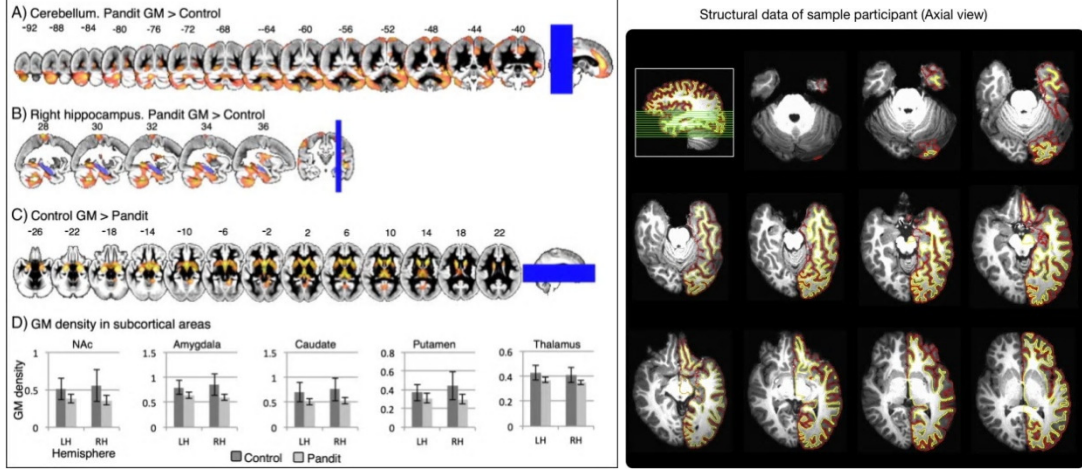 A) Cerebellum. Pandit GM > Control
-92 -88 -84 -80 -76 -72 -68 -64 -60 -56 -52 -48 -44 -40
B) Right hippocampus. Pandit GM > Control
28 30 32 34 36
C) Control GM > Pandit
-26 -22 -18 -14 -10 -6 -2 2 6 10 14 18 22
D) GM density in subcortical areas
NAc Amygdala Caudate Putamen Thalamus
GM density
1 0.5 0
1.5 1 0.5 0
1.5 1 0.5 0
0.8 0.6 0.4 0.2 0
0.6 0.4 0.2 0
LH RH LH RH LH RH LH RH LH RH
Hemisphere
Control Pandit
Structural data of sample participant (Axial view)